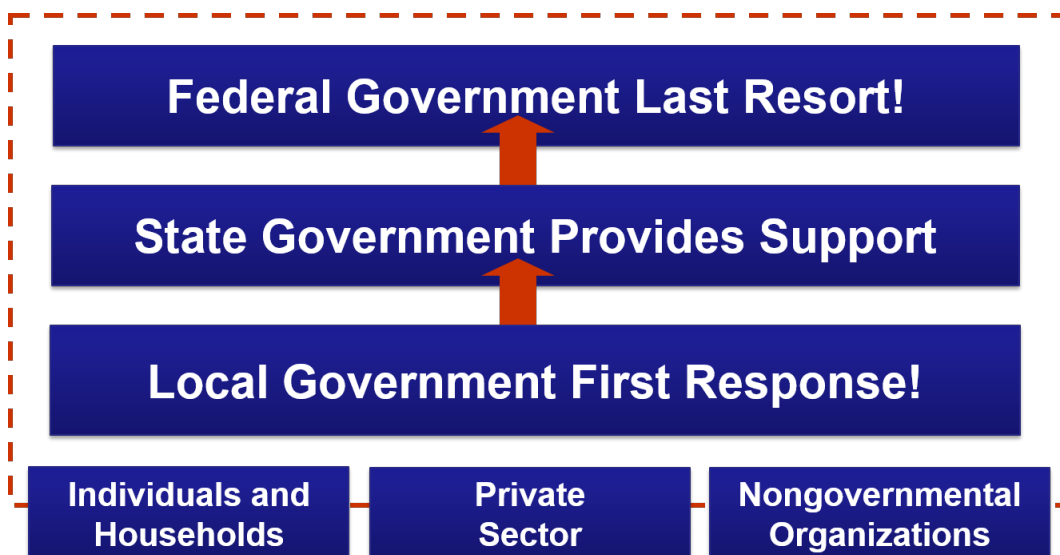 Federal Government Last Resort!
State Government Provides Support
Local Government First Response!
Individuals and
Households
Private
Sector
Nongovernmental
Organizations